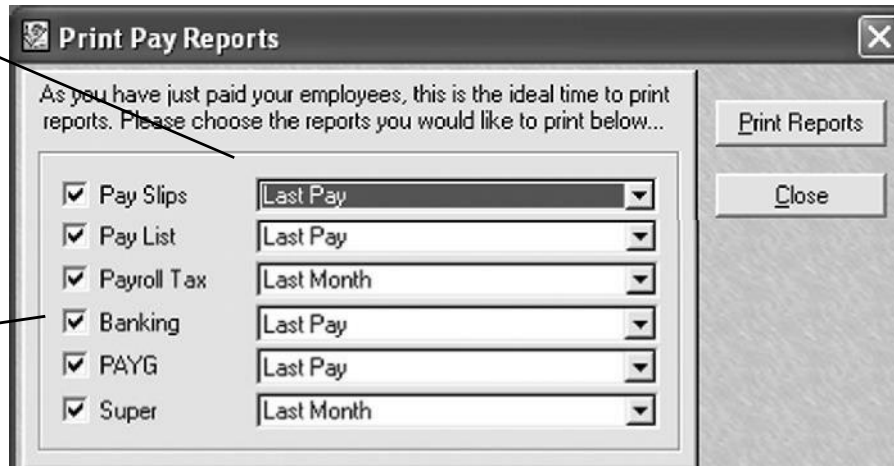 Print Pay Reports
As you have just paid your employees, this is the ideal time to print
reports. Please choose the reports you would like to print below...
Print Reports
Close
Pay Slips Last Pay
Pay List Last Pay
Payroll Tax Last Month
Banking Last Pay
PAYG Last Pay
Super Last Month